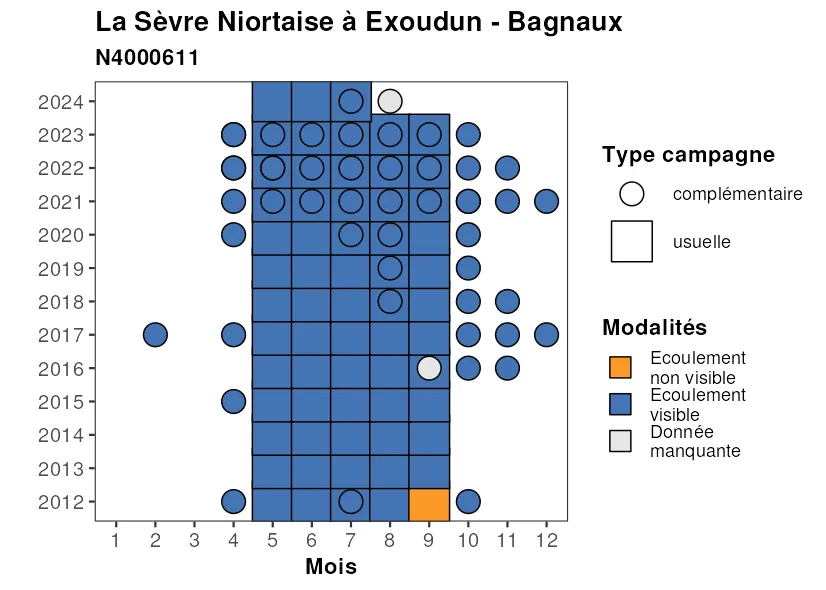 La Sèvre Niortaise à Exoudun - Bagnaux
N4000611
2024
2023
2022
2021
2020
2019
2018
2017
2016
2015
2014
2013
2012
1 2 3 4 5 6 7 8 9 10 11 12
Mois
Type campagne
complémentaire
usuelle
Modalités
Ecoulement
non visible
Ecoulement
visible
Donnée
manquante